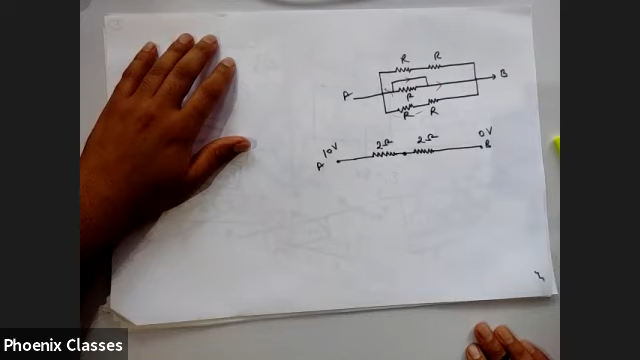 R R
A R B
R R
10V 2Ω 2Ω 0V
A B
Phoenix Classes